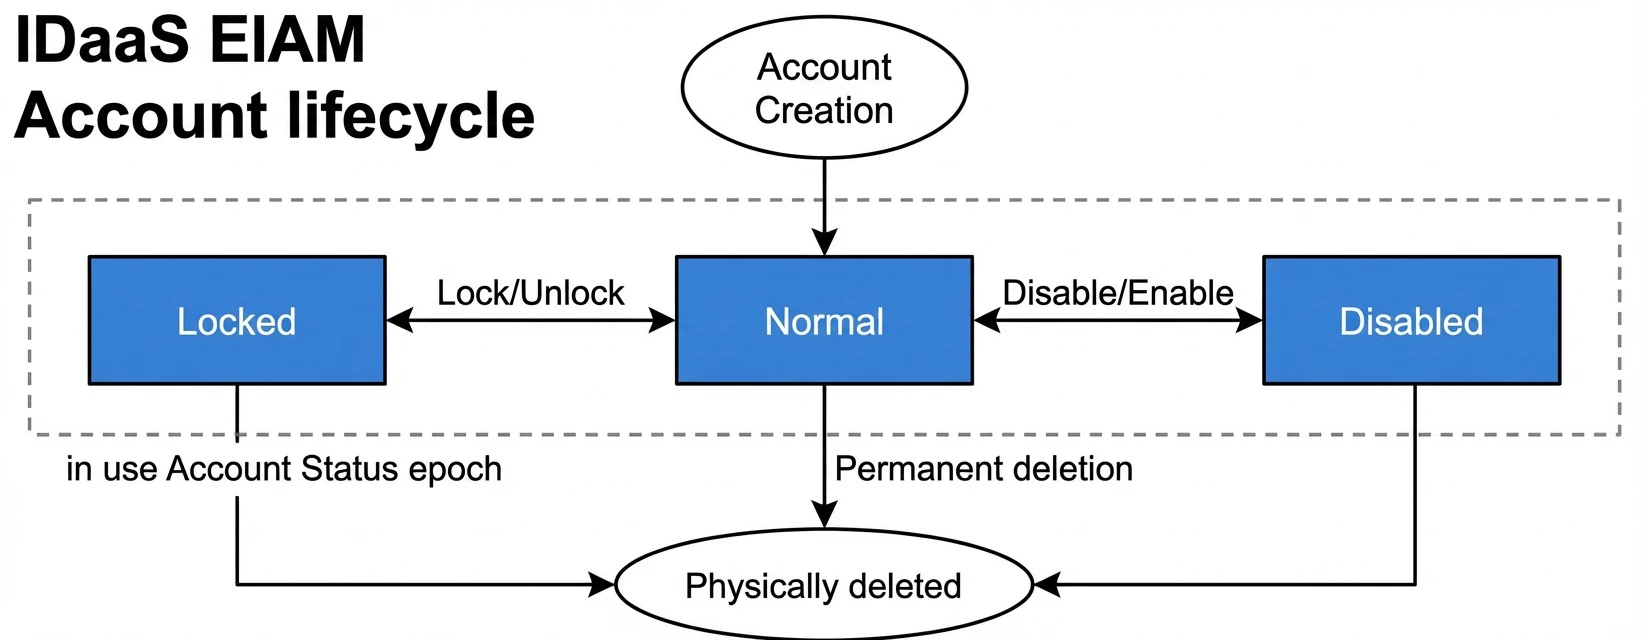 IDaaS EIAM
Account lifecycle
Account
Creation
Locked
Lock/Unlock
Normal
Disable/Enable
Disabled
in use Account Status epoch
Permanent deletion
Physically deleted